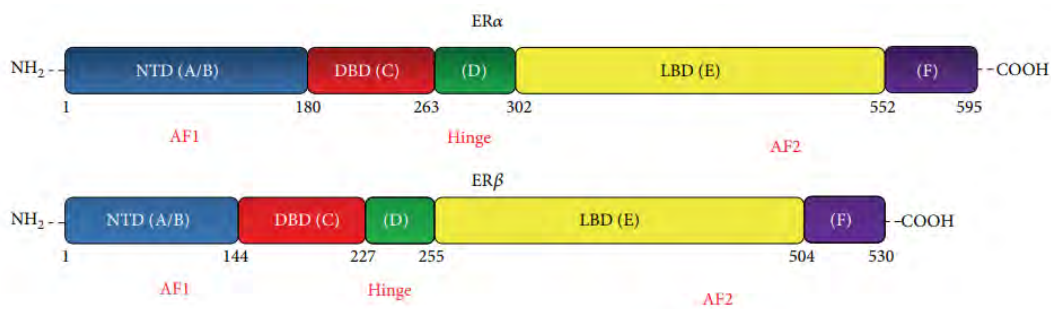 ERα
NH₂ NTD (A/B) DBD (C) (D) LBD (E) (F) COOH
1 180 263 302 552 595
AF1 Hinge AF2
ERβ
NH₂ NTD (A/B) DBD (C) (D) LBD (E) (F) COOH
1 144 227 255 504 530
AF1 Hinge AF2